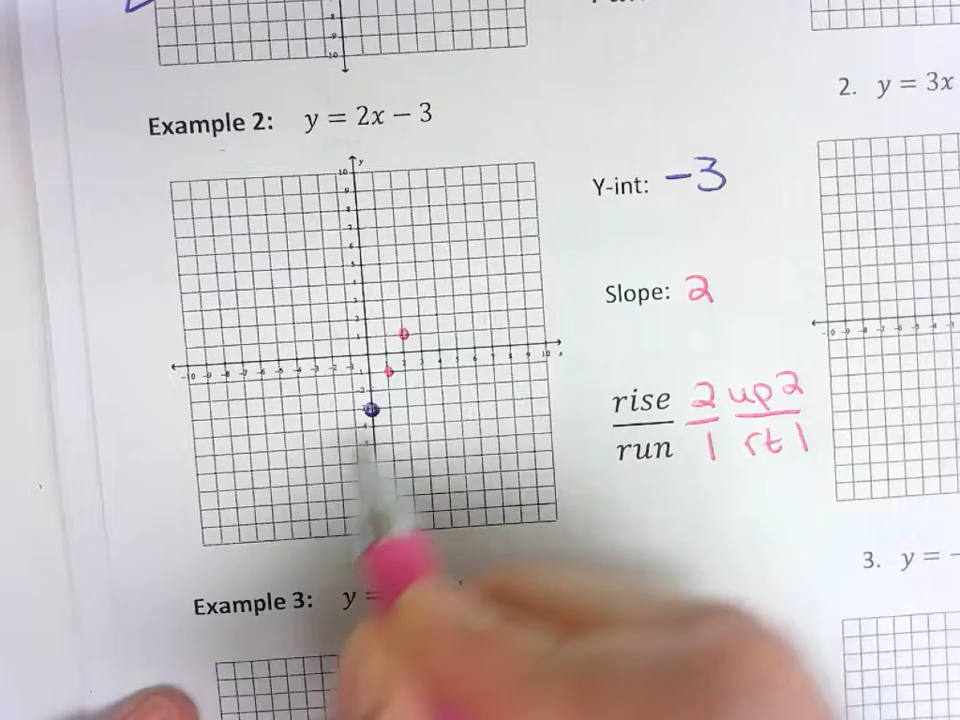 Example 2: y = 2x − 3
Y-int: -3
Slope: 2
rise 2 up 2
run 1 rt 1
Example 3: y =
2. y = 3x
3. y = -